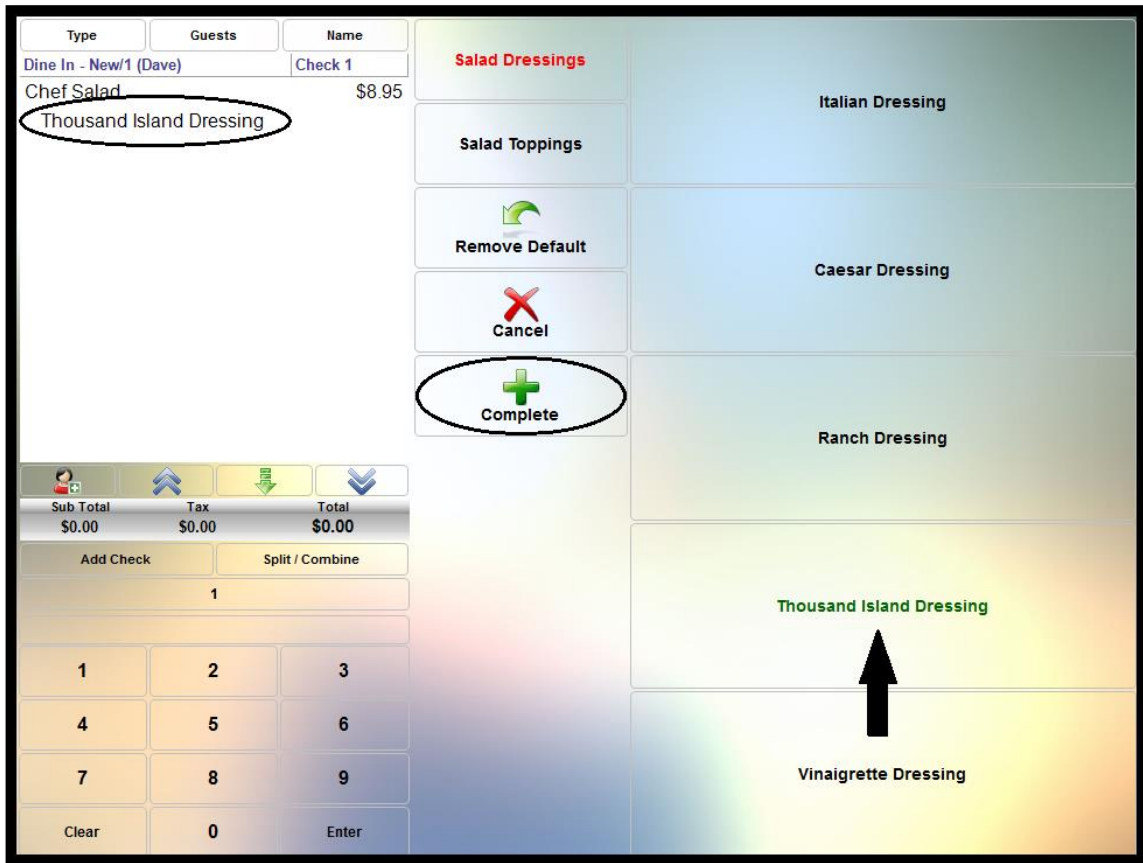 Type Guests Name
Dine In - New/1 (Dave) Check 1
Chef Salad $8.95
Thousand Island Dressing
Sub Total Tax Total
$0.00 $0.00 $0.00
Add Check Split / Combine
1
1 2 3
4 5 6
7 8 9
Clear 0 Enter
Salad Dressings
Salad Toppings
Remove Default
Cancel
Complete
Italian Dressing
Caesar Dressing
Ranch Dressing
Thousand Island Dressing
Vinaigrette Dressing